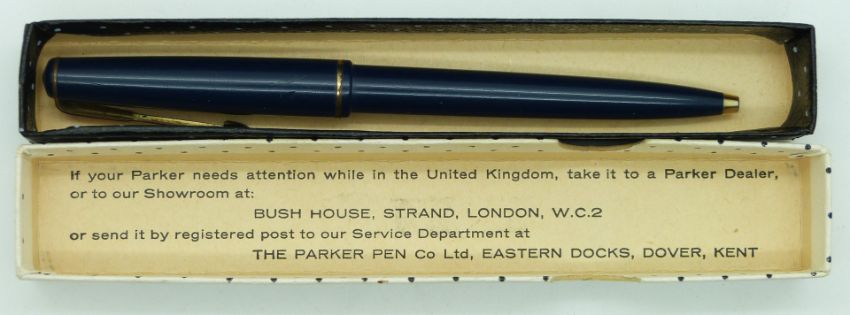 If your Parker needs attention while in the United Kingdom, take it to a Parker Dealer,
or to our Showroom at:
BUSH HOUSE, STRAND, LONDON, W.C.2
or send it by registered post to our Service Department at
THE PARKER PEN Co Ltd, EASTERN DOCKS, DOVER, KENT